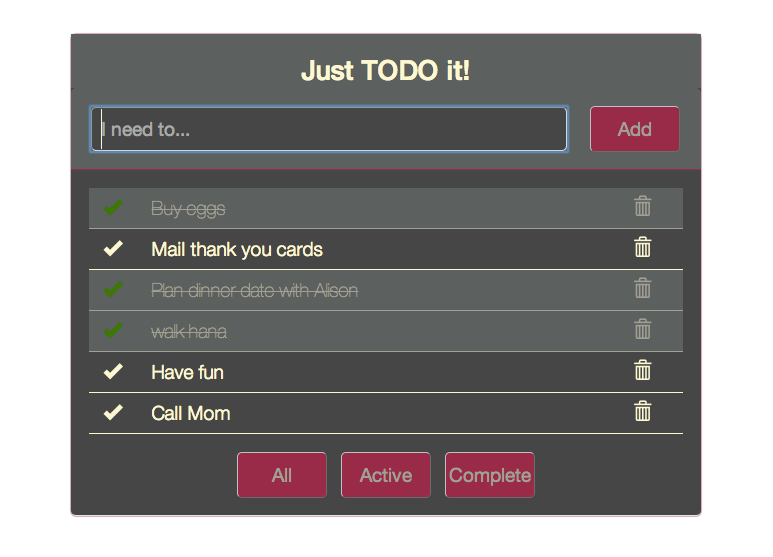 Just TODO it!
I need to...
Add
Buy eggs
Mail thank you cards
Plan dinner date with Alison
walk hana
Have fun
Call Mom
All
Active
Complete